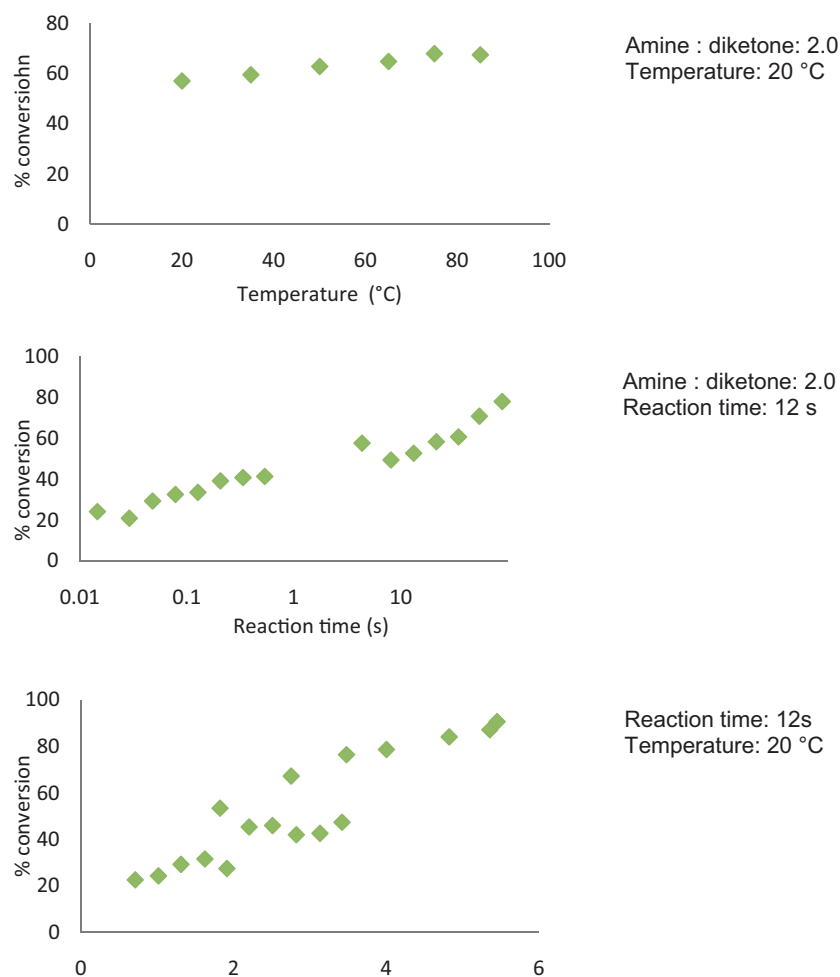 80
60
40
20
0
% conversiohn
0 20 40 60 80 100
Temperature (°C)
Amine : diketone: 2.0
Temperature: 20 °C
100
80
60
40
20
0
% conversion
0.01 0.1 1 10
Reaction time (s)
Amine : diketone: 2.0
Reaction time: 12 s
100
80
60
40
20
0
% conversion
0 2 4 6
Reaction time: 12s
Temperature: 20 °C